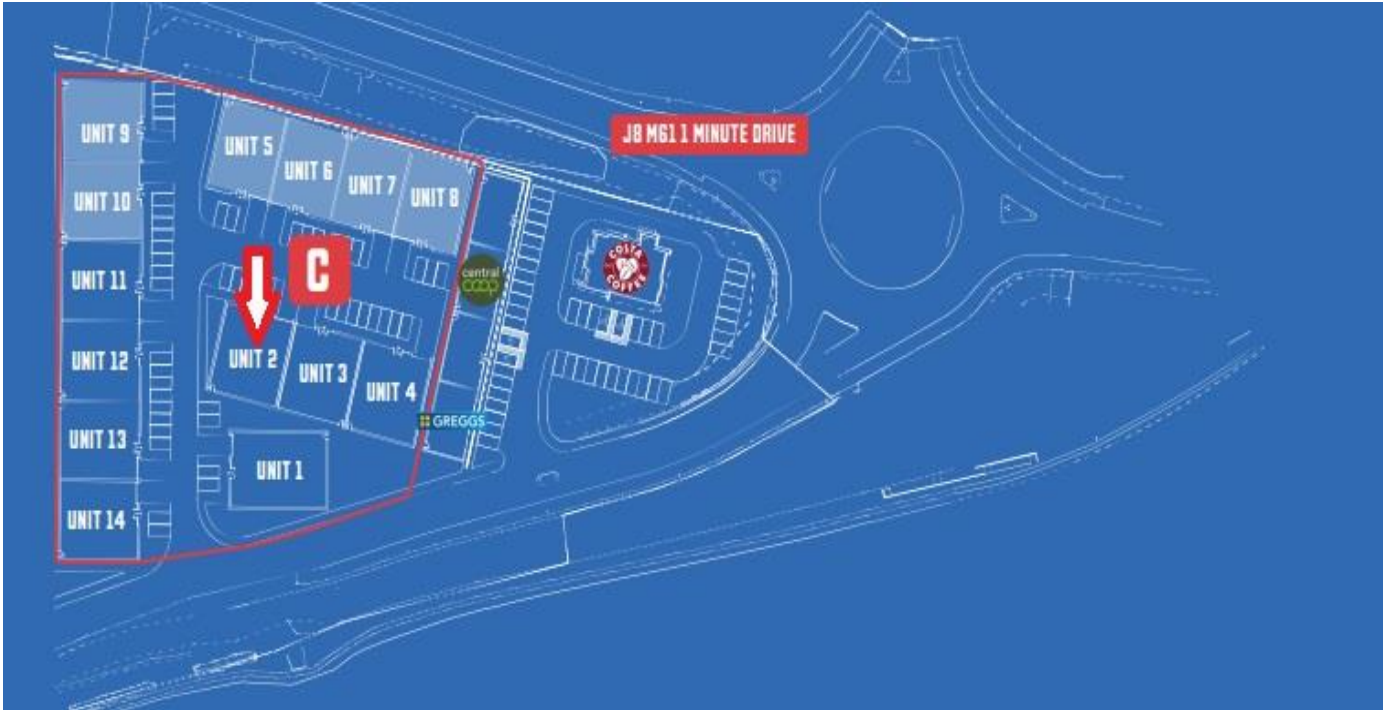 J8 M61 1 MINUTE DRIVE
UNIT 9
UNIT 5
UNIT 6
UNIT 7
UNIT 8
UNIT 10
C
COSTA
COFFEE
central
coop
UNIT 11
UNIT 2
UNIT 3
UNIT 4
UNIT 12
GREGGS
UNIT 13
UNIT 1
UNIT 14